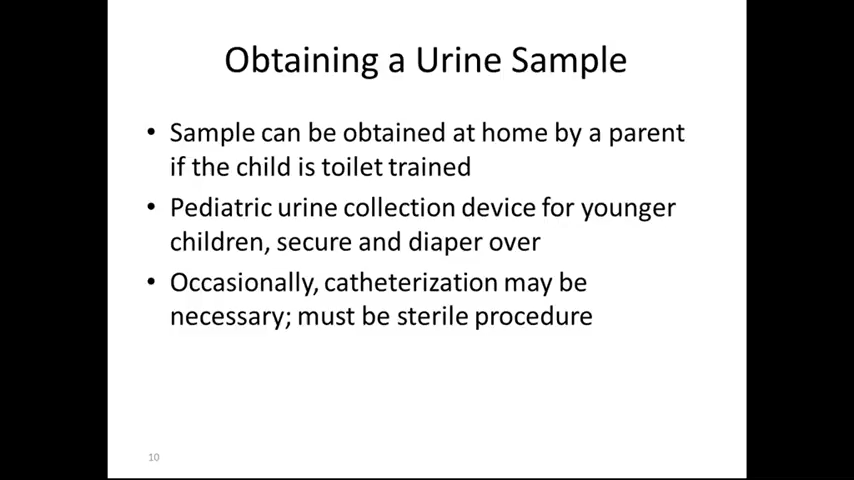 Obtaining a Urine Sample
• Sample can be obtained at home by a parent
if the child is toilet trained
• Pediatric urine collection device for younger
children, secure and diaper over
• Occasionally, catheterization may be
necessary; must be sterile procedure
10